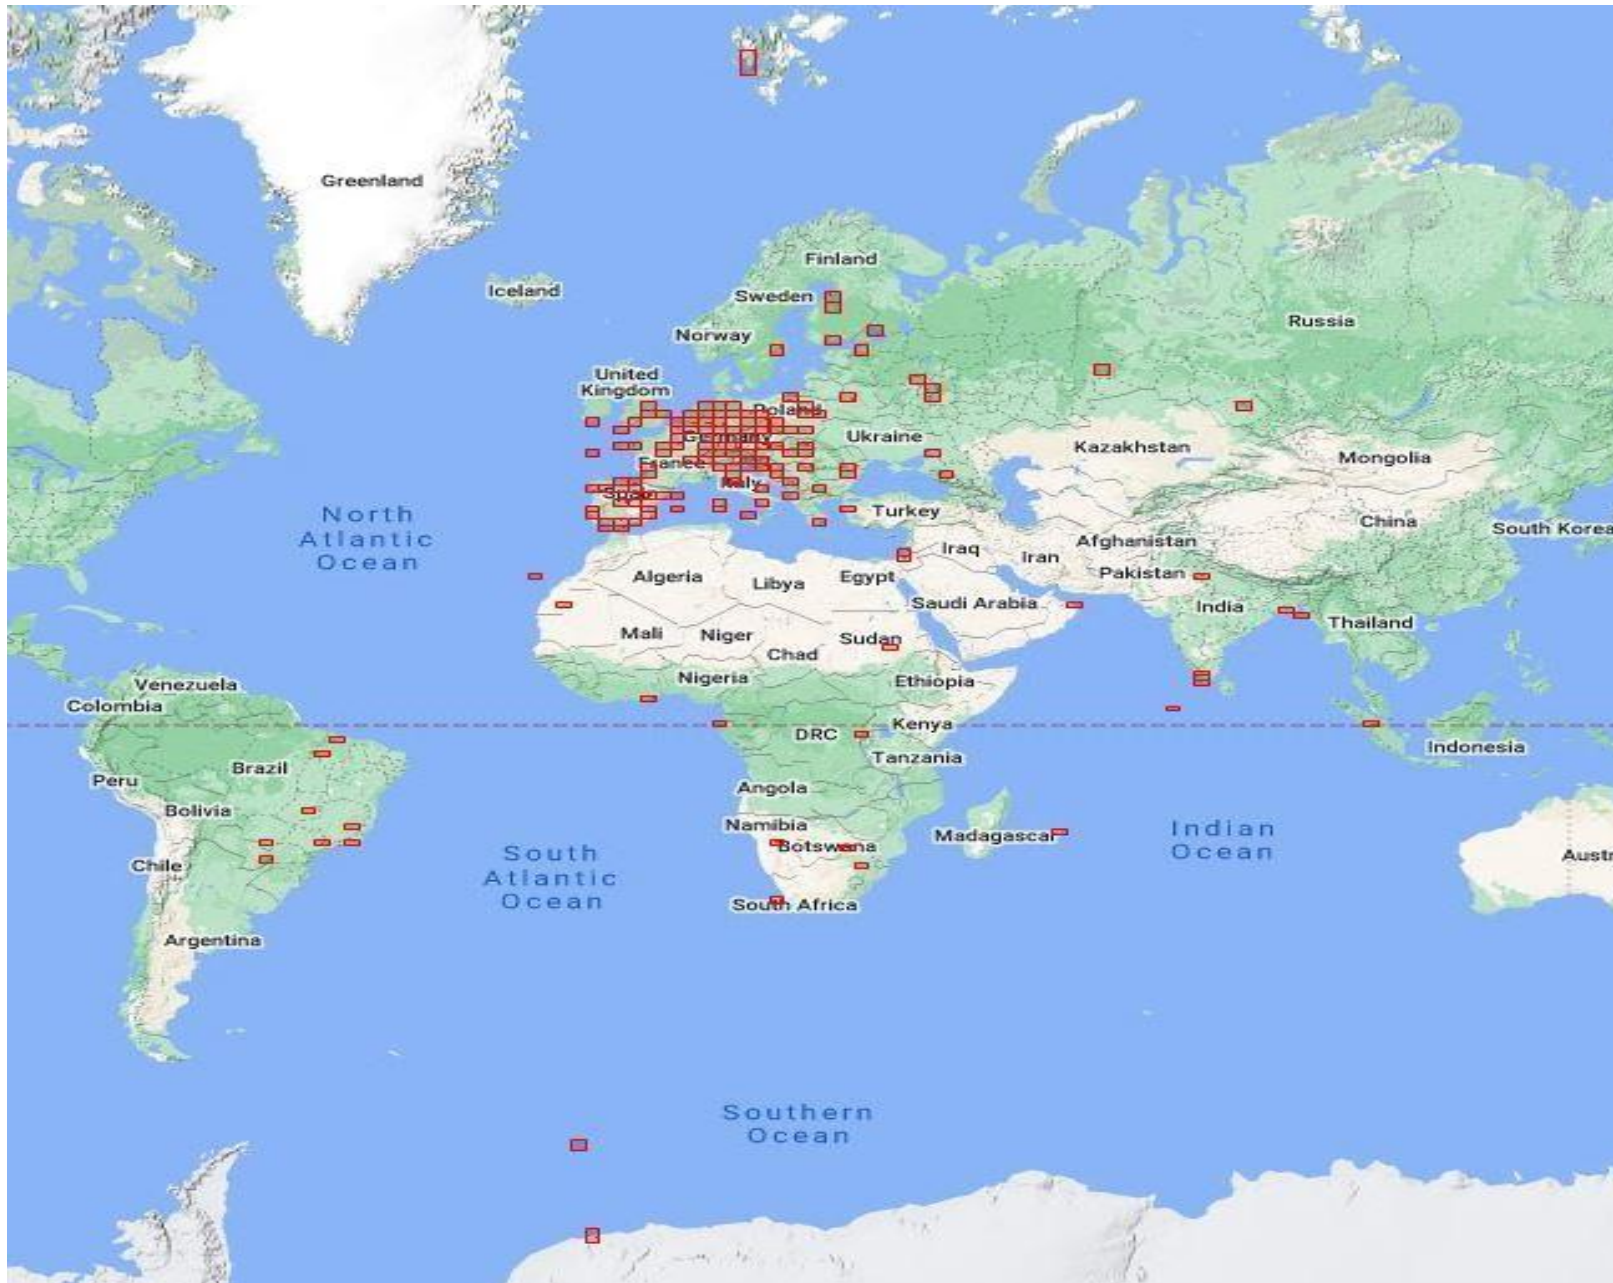 Greenland
Iceland
Finland
Sweden
Norway
Russia
United
Kingdom
Poland
Germany
Ukraine
France
Kazakhstan
Mongolia
Italy
Spain
North
Atlantic
Ocean
Turkey
China
South Korea
Iraq
Iran
Afghanistan
Algeria
Libya
Egypt
Pakistan
Saudi Arabia
India
Mali
Niger
Sudan
Thailand
Chad
Nigeria
Ethiopia
Venezuela
Colombia
Kenya
DRC
Tanzania
Indonesia
Brazil
Peru
Angola
Bolivia
Namibia
Botswana
Madagascar
Indian
Ocean
Chile
South
Atlantic
Ocean
Austr
South Africa
Argentina
Southern
Ocean